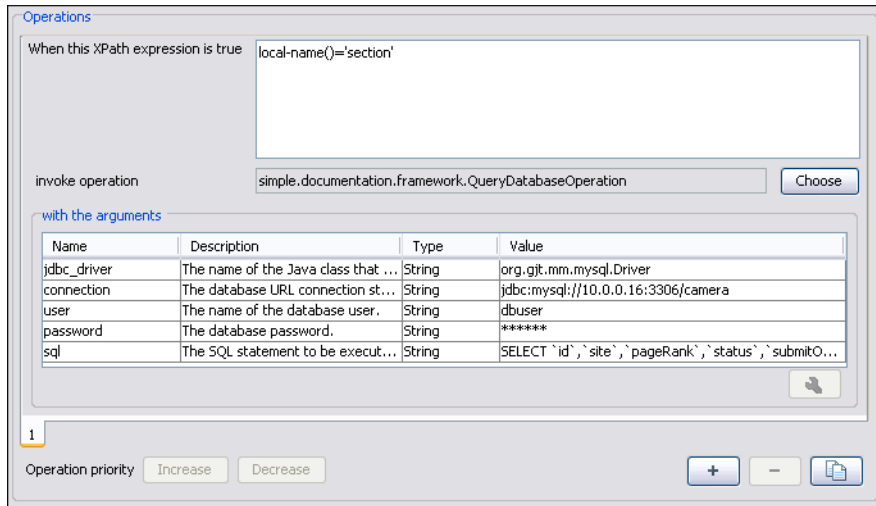 Operations
When this XPath expression is true
local-name()='section'
invoke operation
simple.documentation.framework.QueryDatabaseOperation
Choose
with the arguments
Name Description Type Value
jdbc_driver The name of the Java class that ... String org.gjt.mm.mysql.Driver
connection The database URL connection st... String jdbc:mysql://10.0.0.16:3306/camera
user The name of the database user. String dbuser
password The database password. String ******
sql The SQL statement to be execut... String SELECT `id`,`site`,`pageRank`,`status`,`submitO...
1
Operation priority Increase Decrease + −